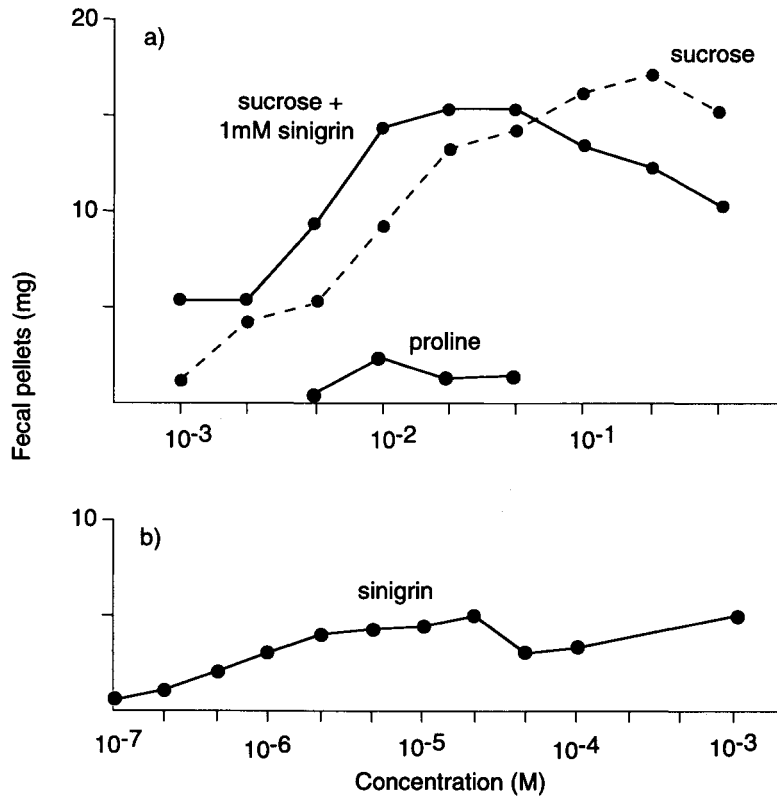 20
a)
sucrose
sucrose +
1mM sinigrin
10
proline
Fecal pellets (mg)
10-3
10-2
10-1
10
b)
sinigrin
10-7
10-6
10-5
10-4
10-3
Concentration (M)